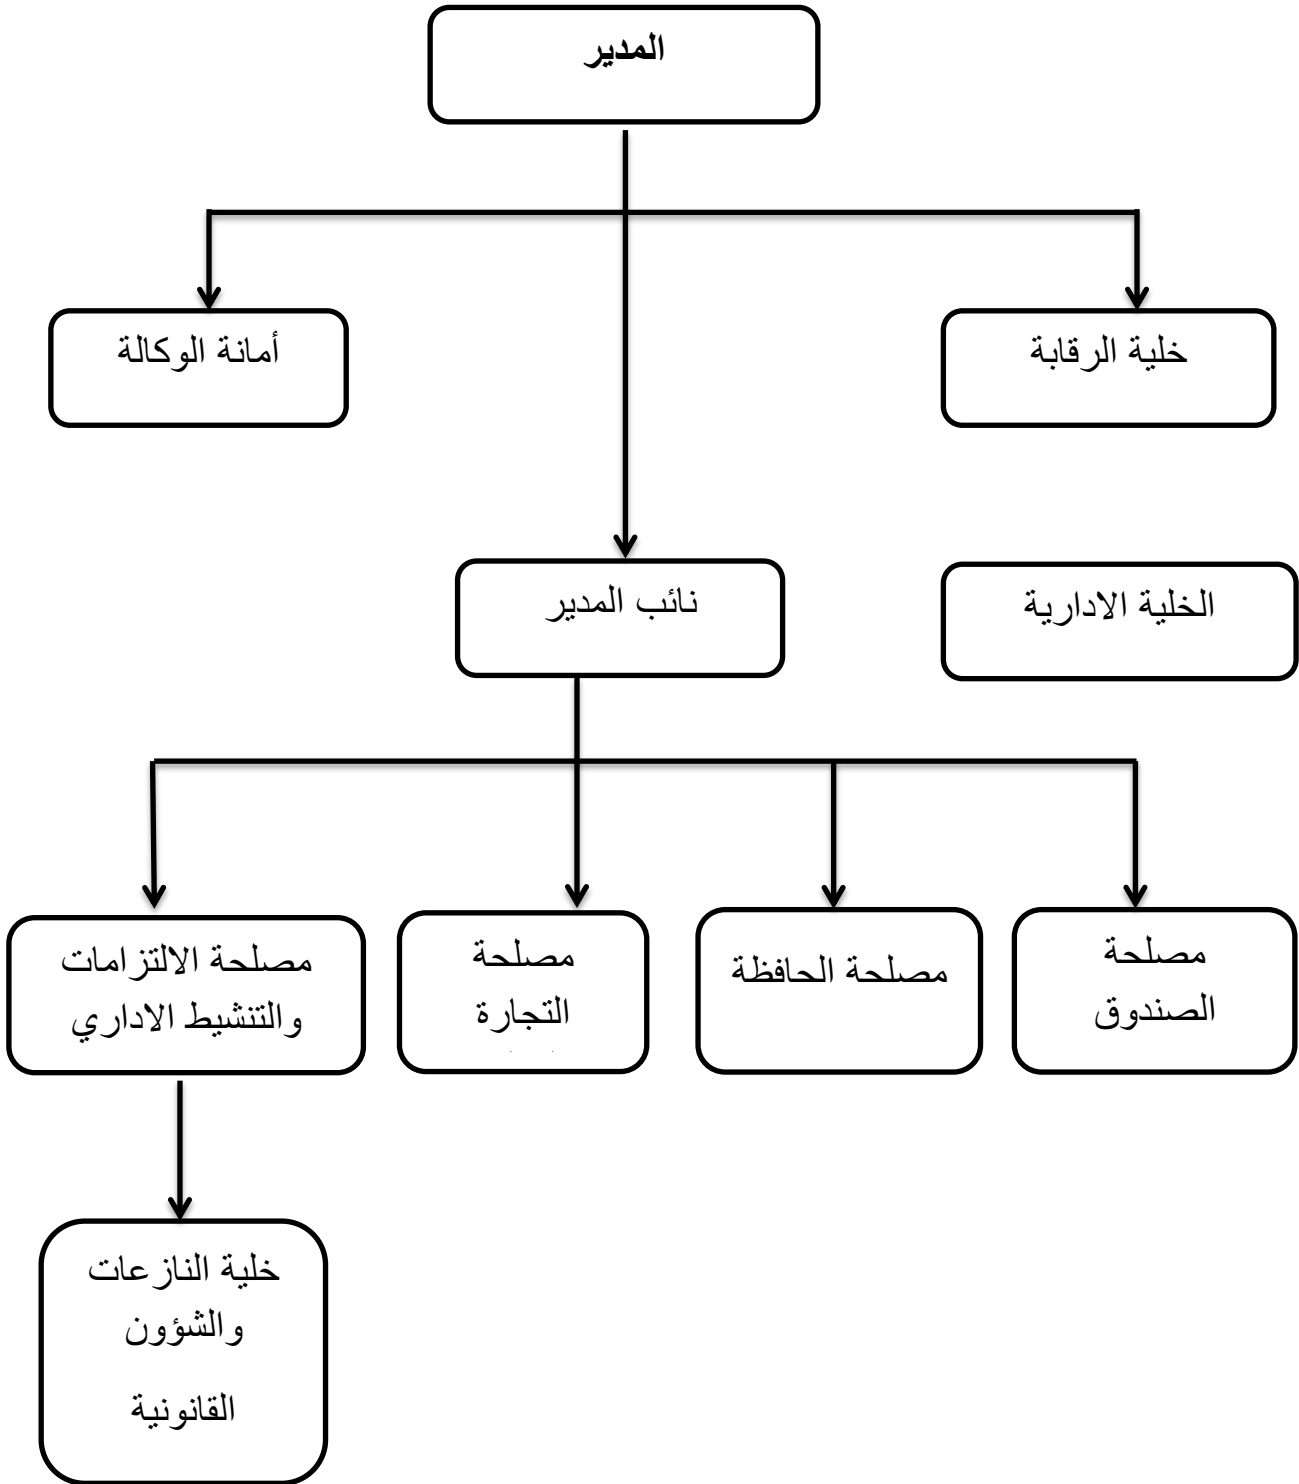 المدير
خلية الرقابة
أمانة الوكالة
الخلية الادارية
نائب المدير
مصلحة
الصندوق
مصلحة الحافظة
مصلحة
التجارة
مصلحة الالتزامات
والتنشيط الاداري
خلية النازعات
والشؤون
القانونية